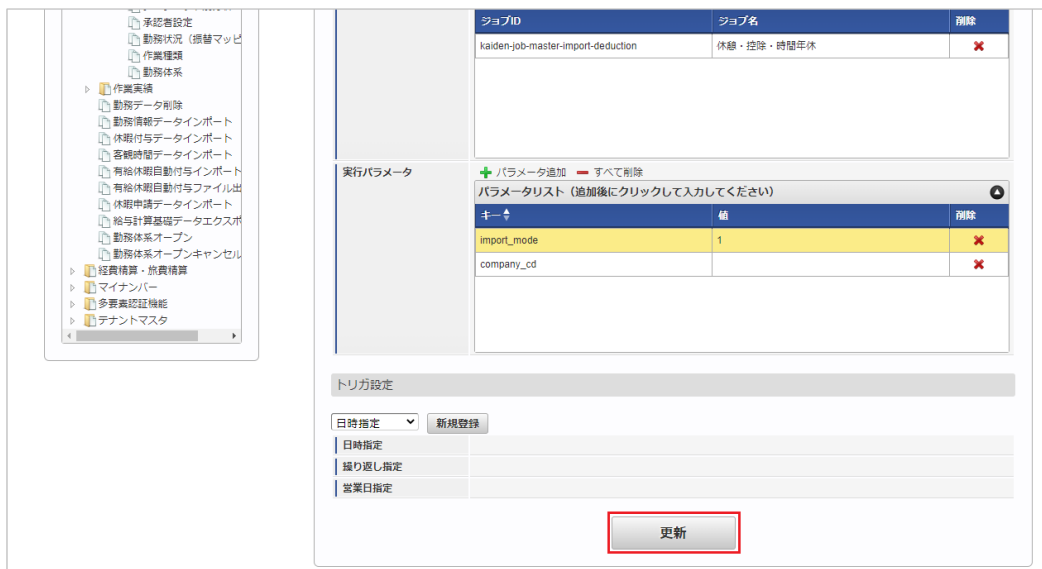 承認者設定
勤務状況（振替マッピ
作業種類
勤務体系
作業実績
勤務データ削除
勤務情報データインポート
休暇付与データインポート
客観時間データインポート
有給休暇自動付与インポート
有給休暇自動付与ファイル出
休暇申請データインポート
給与計算基礎データエクスポ
勤務体系オープン
勤務体系オープンキャンセル
経費精算・旅費精算
マイナンバー
多要素認証機能
テナントマスタ
ジョブID ジョブ名 削除
kaiden-job-master-import-deduction 休憩・控除・時間年休
実行パラメータ パラメータ追加 すべて削除
パラメータリスト（追加後にクリックして入力してください）
キー 値 削除
import_mode 1
company_cd
トリガ設定
日時指定 新規登録
日時指定
繰り返し指定
営業日指定
更新